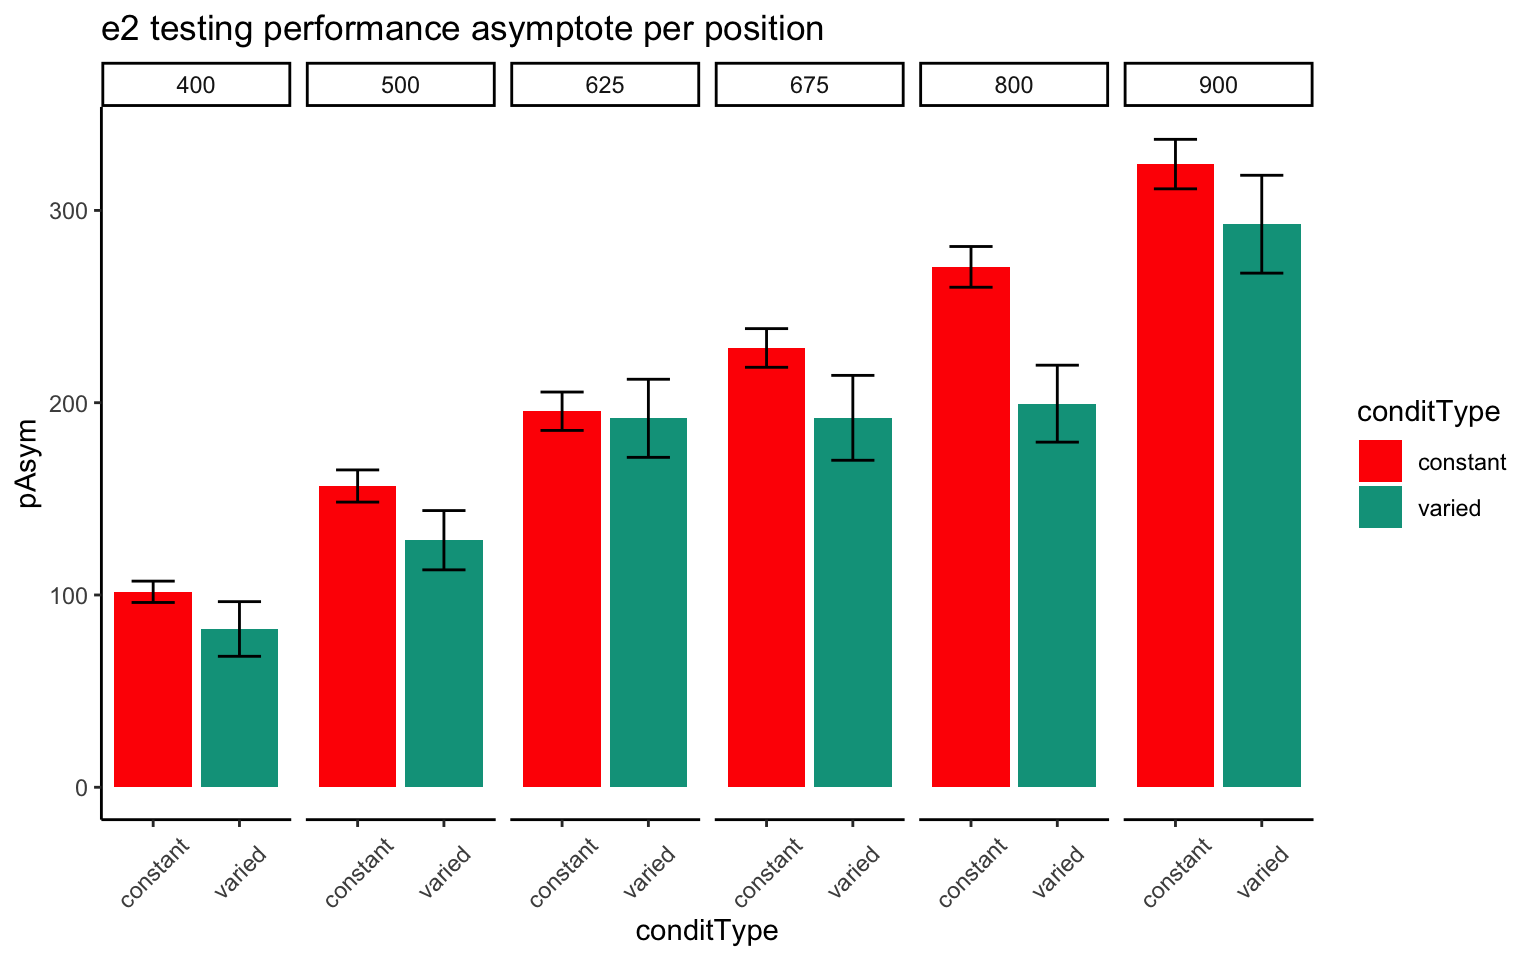 e2 testing performance asymptote per position
400 500 625 675 800 900
300
200
100
0
pAsym
constant varied constant varied constant varied constant varied constant varied constant varied
conditType
conditType
constant
varied